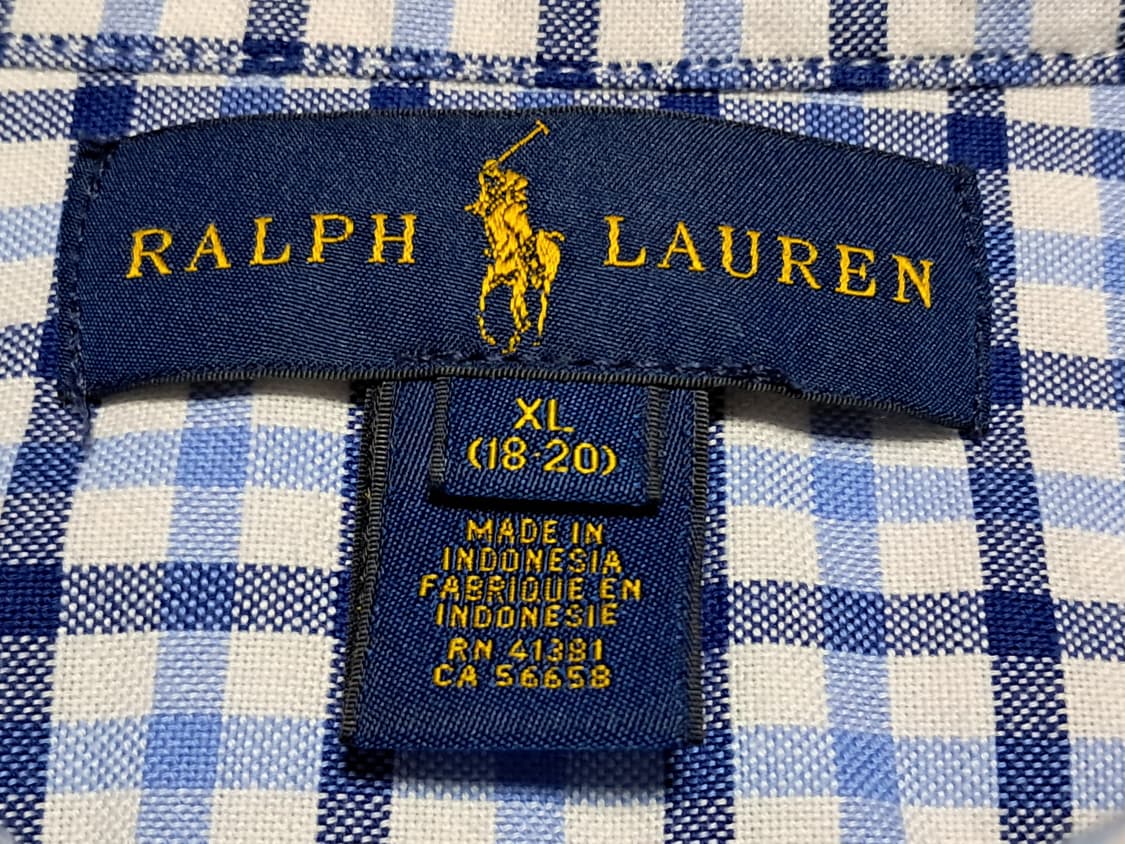 RALPH LAUREN
XL
(18-20)
MADE IN
INDONESIA
FABRIQUE EN
INDONESIE
RN 41381
CA 56658